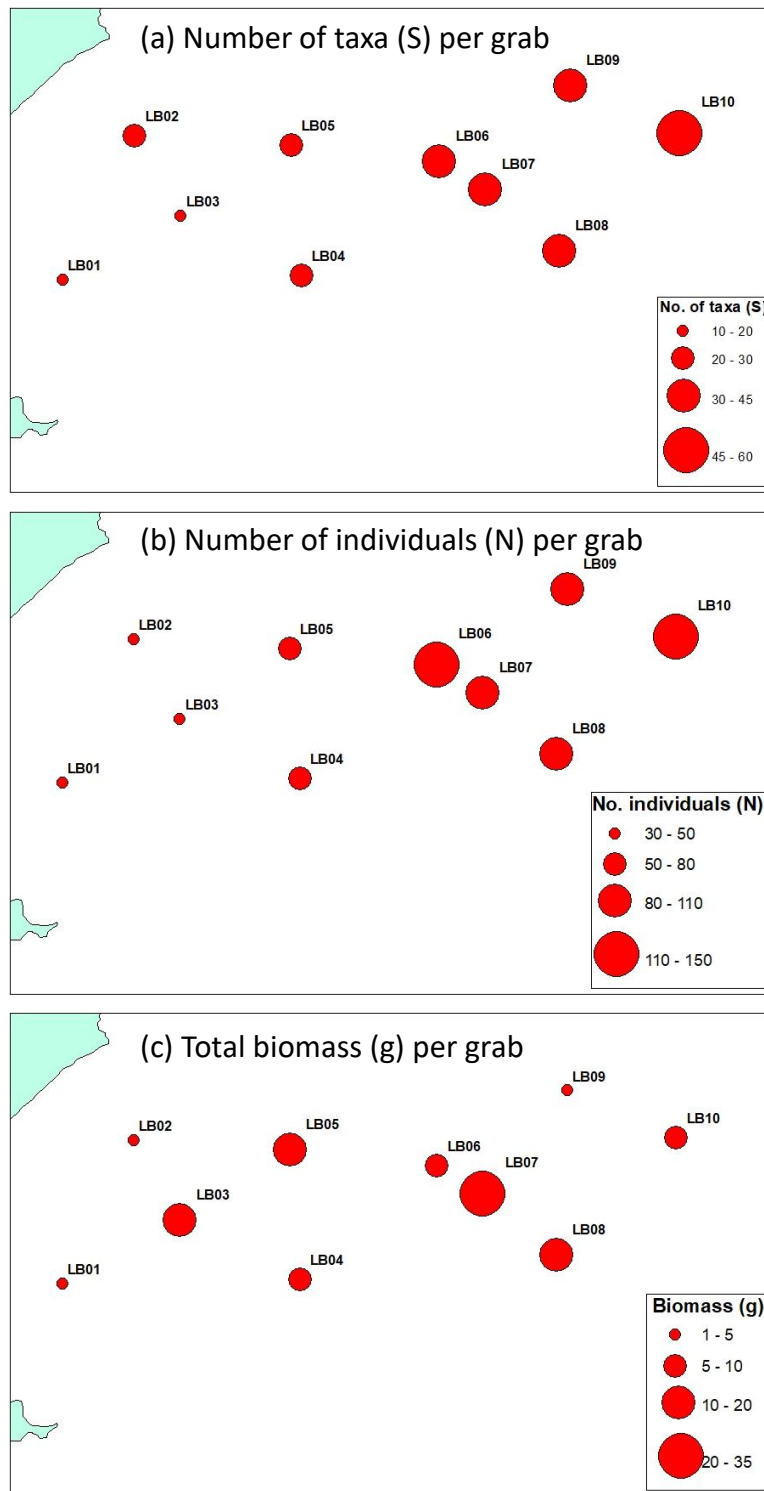 (a) Number of taxa (S) per grab
LB09
LB10
LB02
LB05
LB06
LB07
LB03
LB08
LB04
LB01
No. of taxa (S)
10 - 20
20 - 30
30 - 45
45 - 60
(b) Number of individuals (N) per grab
LB09
LB10
LB02
LB05
LB06
LB07
LB03
LB08
LB04
LB01
No. individuals (N)
30 - 50
50 - 80
80 - 110
110 - 150
(c) Total biomass (g) per grab
LB09
LB10
LB02
LB05
LB06
LB07
LB03
LB08
LB04
LB01
Biomass (g)
1 - 5
5 - 10
10 - 20
20 - 35